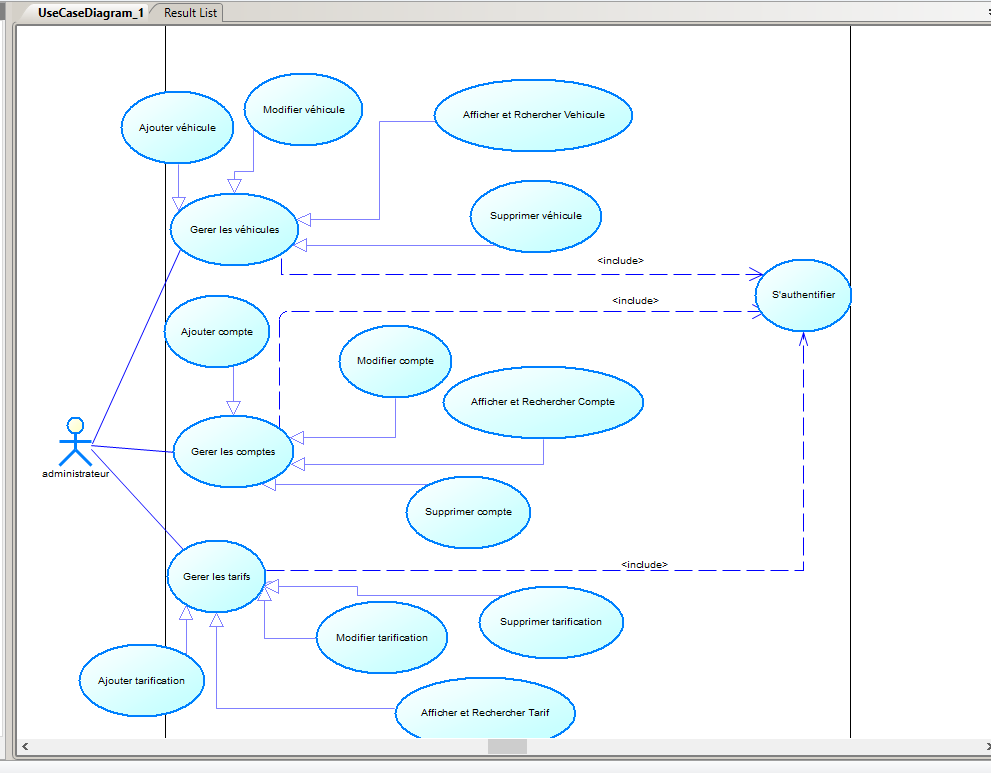 UseCaseDiagram_1
Result List
Modifier véhicule
Afficher et Rchercher Vehicule
Ajouter véhicule
Supprimer véhicule
Gerer les véhicules
<include>
S'authentifier
<include>
Ajouter compte
Modifier compte
Afficher et Rechercher Compte
Gerer les comptes
administrateur
Supprimer compte
<include>
Gerer les tarifs
Supprimer tarification
Modifier tarification
Ajouter tarification
Afficher et Rechercher Tarif